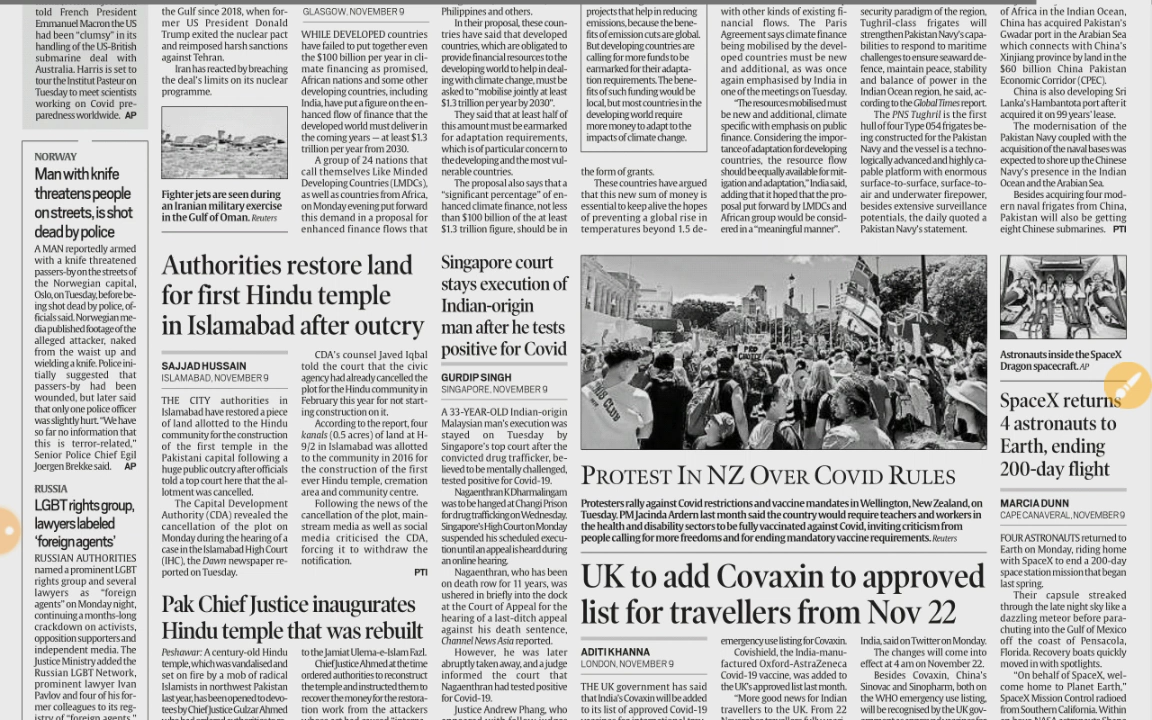 told French President
Emmanuel Macron the US
had been "clumsy" in its
handling of the US-British
submarine deal with
Australia. Harris is set to
tour the Institut Pasteur on
Tuesday to meet scientists
working on Covid pre-
paredness worldwide. AP
NORWAY
Man with knife
threatens people
on streets, is shot
dead by police
A MAN reportedly armed
with a knife threatened
passers-by on the streets of
the Norwegian capital,
Oslo, on Tuesday, before be-
ing shot dead by police, of-
ficials said. Norwegian me-
dia published footage of the
alleged attacker, naked
from the waist up and
wielding a knife. Police ini-
tially suggested that
passers-by had been
wounded, but later said
that only one police officer
was slightly hurt. "We have
so far no information that
this is terror-related,"
Senior Police Chief Egil
Joergen Brekke said. AP
RUSSIA
LGBT rights group,
lawyers labeled
'foreign agents'
RUSSIAN AUTHORITIES
named a prominent LGBT
rights group and several
lawyers as "foreign
agents" on Monday night,
continuing a months-long
crackdown on activists,
opposition supporters and
independent media. The
Justice Ministry added the
Russian LGBT Network,
prominent lawyer Ivan
Pavlov and four of his for-
mer colleagues to its reg-
istry of "foreign agents."
the Gulf since 2018, when for-
mer US President Donald
Trump exited the nuclear pact
and reimposed harsh sanctions
against Tehran.
Iran has reacted by breaching
the deal's limits on its nuclear
programme.
Fighter jets are seen during
an Iranian military exercise
in the Gulf of Oman. Reuters
GLASGOW, NOVEMBER 9
WHILE DEVELOPED countries
have failed to put together even
the $100 billion per year in cli-
mate financing as promised,
African nations and some other
developing countries, including
India, have put a figure on the en-
hanced flow of finance that the
developed world must deliver in
the coming years — at least $1.3
trillion per year from 2030.
A group of 24 nations that
call themselves Like Minded
Developing Countries (LMDCs),
as well as countries from Africa,
on Monday evening put forward
this demand in a proposal for
enhanced finance flows that
Philippines and others.
In their proposal, these coun-
tries have said that developed
countries, which are obligated to
provide financial resources to the
developing world to help in deal-
ing with climate change, must be
asked to "mobilise jointly at least
$1.3 trillion per year by 2030".
They said that at least half of
this amount must be earmarked
for adaptation requirements,
which is of particular concern to
the developing and the most vul-
nerable countries.
The proposal also says that a
"significant percentage" of en-
hanced climate finance, not less
than $100 billion of the at least
$1.3 trillion figure, should be in
projects that help in reducing
emissions, because the bene-
fits of emission cuts are global.
But developing countries are
calling for more funds to be
earmarked for their adapta-
tion requirements. The bene-
fits of such funding would be
local, but most countries in the
developing world require
more money to adapt to the
impacts of climate change.
the form of grants.
These countries have argued
that this new sum of money is
essential to keep alive the hopes
of preventing a global rise in
temperatures beyond 1.5 de-
with other kinds of existing fi-
nancial flows. The Paris
Agreement says climate finance
being mobilised by the devel-
oped countries must be new
and additional, as was once
again emphasised by India in
one of the meetings on Tuesday.
"The resources mobilised must
be new and additional, climate
specific with emphasis on public
finance. Considering the impor-
tance of adaptation for developing
countries, the resource flow
should be equally available for mit-
igation and adaptation," India said,
adding that it hoped that the pro-
posal put forward by LMDCs and
African group would be consid-
ered in a "meaningful manner".
security paradigm of the region,
Tughril-class frigates will
strengthen Pakistan Navy's capa-
bilities to respond to maritime
challenges to ensure seaward de-
fence, maintain peace, stability
and balance of power in the
Indian Ocean region, he said, ac-
cording to the Global Times report.
The PNS Tughril is the first
hull of four Type 054 frigates be-
ing constructed for the Pakistan
Navy and the vessel is a techno-
logically advanced and highly ca-
pable platform with enormous
surface-to-surface, surface-to-
air and underwater firepower,
besides extensive surveillance
potentials, the daily quoted a
Pakistan Navy's statement.
of Africa in the Indian Ocean,
China has acquired Pakistan's
Gwadar port in the Arabian Sea
which connects with China's
Xinjiang province by land in the
$60 billion China Pakistan
Economic Corridor (CPEC).
China is also developing Sri
Lanka's Hambantota port after it
acquired it on 99 years' lease.
The modernisation of the
Pakistan Navy coupled with the
acquisition of the naval bases was
expected to shore up the Chinese
Navy's presence in the Indian
Ocean and the Arabian Sea.
Besides acquiring four mod-
ern naval frigates from China,
Pakistan will also be getting
eight Chinese submarines. PTI
Authorities restore land
for first Hindu temple
in Islamabad after outcry
SAJJAD HUSSAIN
ISLAMABAD, NOVEMBER 9
THE CITY authorities in
Islamabad have restored a piece
of land allotted to the Hindu
community for the construction
of the first temple in the
Pakistani capital following a
huge public outcry after officials
told a top court here that the al-
lotment was cancelled.
The Capital Development
Authority (CDA) revealed the
cancellation of the plot on
Monday during the hearing of a
case in the Islamabad High Court
(IHC), the Dawn newspaper re-
ported on Tuesday.
CDA's counsel Javed Iqbal
told the court that the civic
agency had already cancelled the
plot for the Hindu community in
February this year for not start-
ing construction on it.
According to the report, four
kanals (0.5 acres) of land at H-
9/2 in Islamabad was allotted
to the community in 2016 for
the construction of the first
ever Hindu temple, cremation
area and community centre.
Following the news of the
cancellation of the plot, main-
stream media as well as social
media criticised the CDA,
forcing it to withdraw the
notification.
PTI
Pak Chief Justice inaugurates
Hindu temple that was rebuilt
Peshawar: A century-old Hindu
temple, which was vandalised and
set on fire by a mob of radical
Islamists in northwest Pakistan
last year, has been opened to devo-
tees by Chief Justice Gulzar Ahmed
to the Jamiat Ulema-e-Islam Fazl.
Chief Justice Ahmed at the time
ordered authorities to reconstruct
the temple and instructed them to
recover the money for the restora-
tion work from the attackers
Singapore court
stays execution of
Indian-origin
man after he tests
positive for Covid
GURDIP SINGH
SINGAPORE, NOVEMBER 9
A 33-YEAR-OLD Indian-origin
Malaysian man's execution was
stayed on Tuesday by
Singapore's top court after the
convicted drug trafficker, be-
lieved to be mentally challenged,
tested positive for Covid-19.
Nagaenthran K Dharmalingam
was to be hanged at Changi Prison
for drug trafficking on Wednesday.
Singapore's High Court on Monday
suspended his scheduled execu-
tion until an appeal is heard during
an online hearing.
Nagaenthran, who has been
on death row for 11 years, was
ushered in briefly into the dock
at the Court of Appeal for the
hearing of a last-ditch appeal
against his death sentence,
Channel News Asia reported.
However, he was later
abruptly taken away, and a judge
informed the court that
Nagaenthran had tested positive
for Covid-19.
Justice Andrew Phang, who
PROTEST IN NZ OVER COVID RULES
Protesters rally against Covid restrictions and vaccine mandates in Wellington, New Zealand, on
Tuesday. PM Jacinda Ardern last month said the country would require teachers and workers in
the health and disability sectors to be fully vaccinated against Covid, inviting criticism from
people calling for more freedoms and for ending mandatory vaccine requirements. Reuters
UK to add Covaxin to approved
list for travellers from Nov 22
ADITI KHANNA
LONDON, NOVEMBER 9
THE UK government has said
that India's Covaxin will be added
to its list of approved Covid-19
emergency use listing for Covaxin.
Covishield, the India-manu-
factured Oxford-AstraZeneca
Covid-19 vaccine, was added to
the UK's approved list last month.
"More good news for Indian
travellers to the UK. From 22
India, said on Twitter on Monday.
The changes will come into
effect at 4 am on November 22.
Besides Covaxin, China's
Sinovac and Sinopharm, both on
the WHO emergency use listing,
will be recognised by the UK gov-
Astronauts inside the SpaceX
Dragon spacecraft. AP
SpaceX returns
4 astronauts to
Earth, ending
200-day flight
MARCIA DUNN
CAPE CANAVERAL, NOVEMBER 9
FOUR ASTRONAUTS returned to
Earth on Monday, riding home
with SpaceX to end a 200-day
space station mission that began
last spring.
Their capsule streaked
through the late night sky like a
dazzling meteor before para-
chuting into the Gulf of Mexico
off the coast of Pensacola,
Florida. Recovery boats quickly
moved in with spotlights.
"On behalf of SpaceX, wel-
come home to Planet Earth,"
SpaceX Mission Control radioed
from Southern California. Within